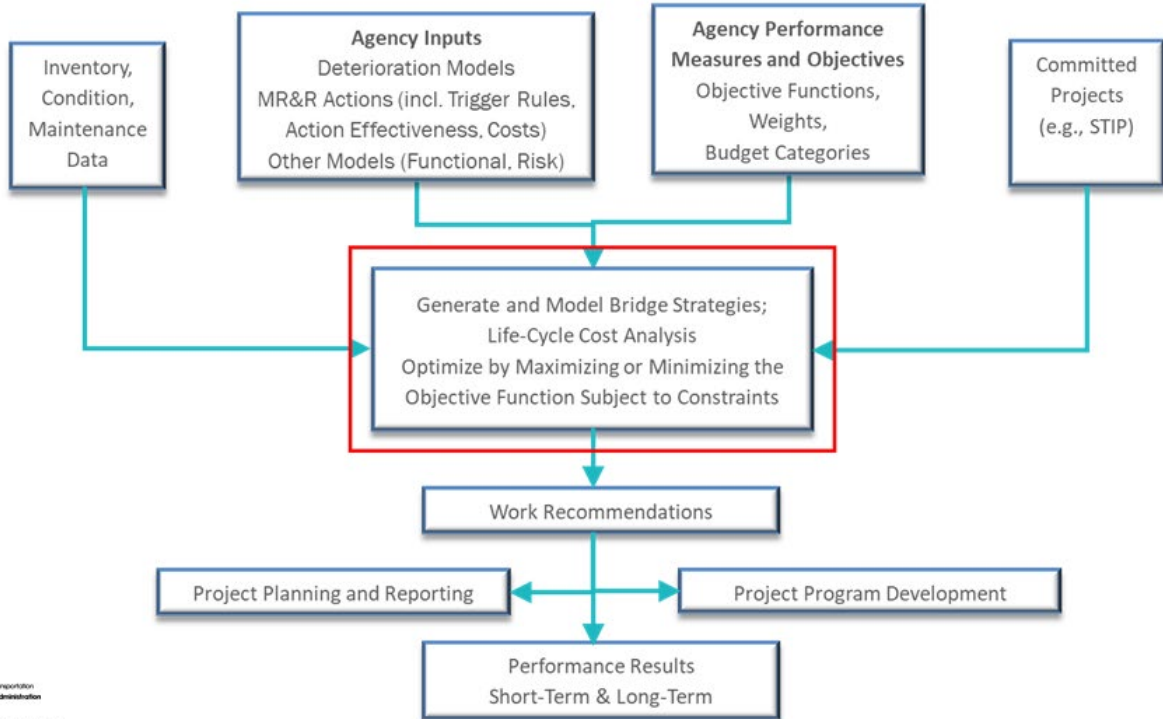 Inventory,
Condition,
Maintenance
Data
Agency Inputs
Deterioration Models
MR&R Actions (incl. Trigger Rules,
Action Effectiveness, Costs)
Other Models (Functional, Risk)
Agency Performance
Measures and Objectives
Objective Functions,
Weights,
Budget Categories
Committed
Projects
(e.g., STIP)
Generate and Model Bridge Strategies;
Life-Cycle Cost Analysis
Optimize by Maximizing or Minimizing the
Objective Function Subject to Constraints
Work Recommendations
Project Planning and Reporting
Project Program Development
Performance Results
Short-Term & Long-Term